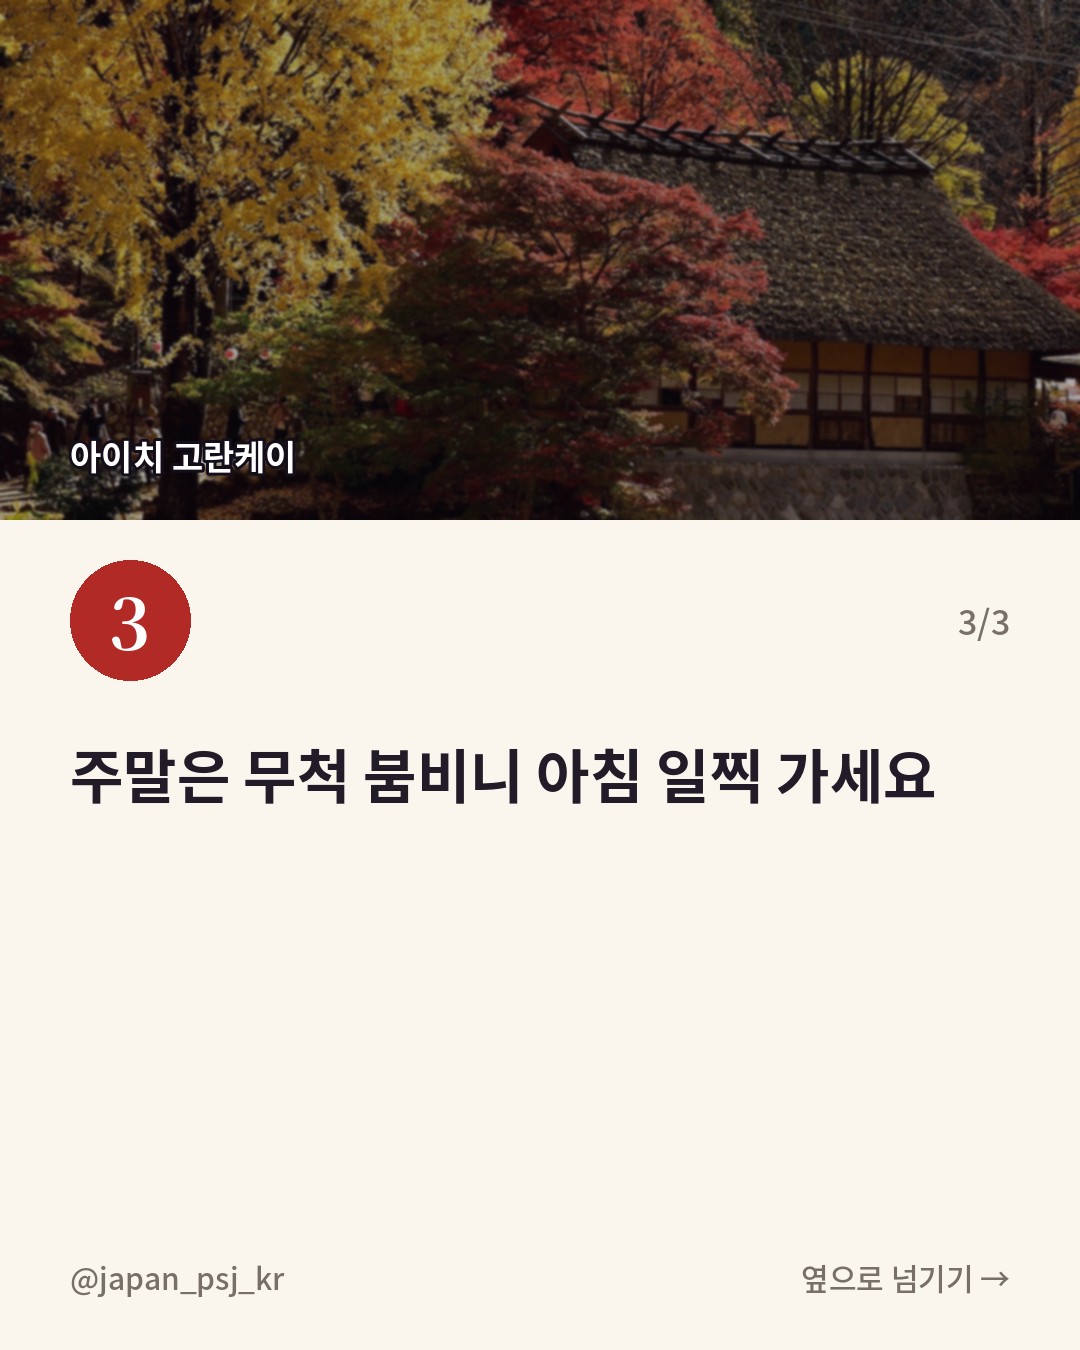 아이치 고란케이
3
3/3
주말은 무척 붐비니 아침 일찍 가세요
@japan_psj_kr
옆으로 넘기기 →